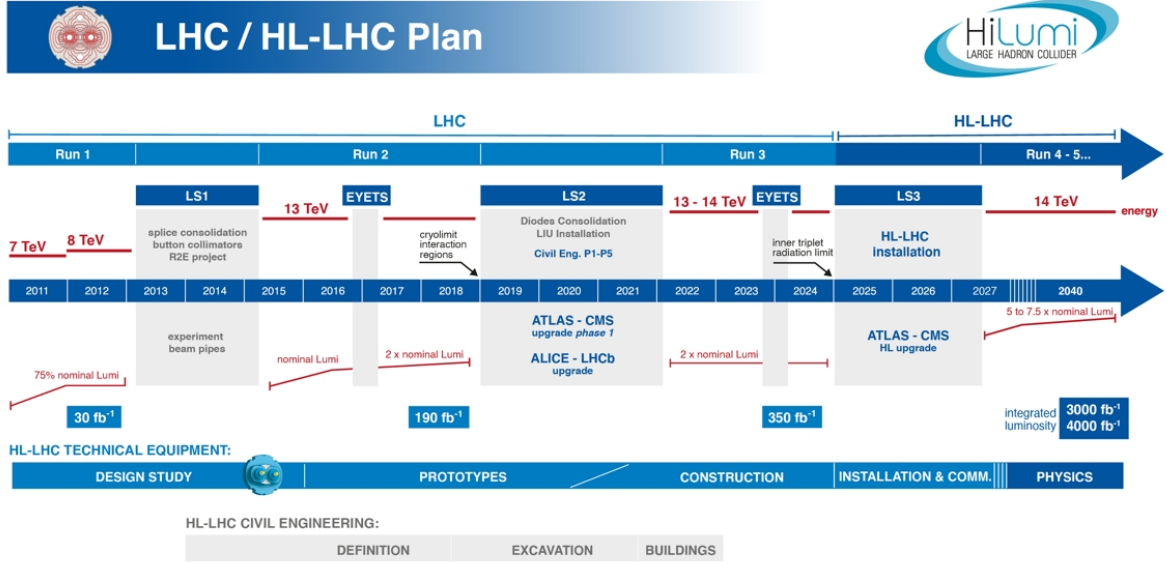 LHC / HL-LHC Plan
HiLumi
LARGE HADRON COLLIDER
LHC
HL-LHC
Run 1
Run 2
Run 3
Run 4 - 5...
LS1
EYETS
LS2
EYETS
LS3
13 TeV
13 - 14 TeV
14 TeV
energy
7 TeV
8 TeV
splice consolidation
button collimators
R2E project
cryolimit
interaction
regions
Diodes Consolidation
LIU Installation
Civil Eng. P1-P5
inner triplet
radiation limit
HL-LHC
installation
2011
2012
2013
2014
2015
2016
2017
2018
2019
2020
2021
2022
2023
2024
2025
2026
2027
2040
5 to 7.5 x nominal Lumi
experiment
beam pipes
ATLAS - CMS
upgrade phase 1
ALICE - LHCb
upgrade
ATLAS - CMS
HL upgrade
75% nominal Lumi
nominal Lumi
2 x nominal Lumi
2 x nominal Lumi
30 fb-1
190 fb-1
350 fb-1
integrated
luminosity
3000 fb-1
4000 fb-1
HL-LHC TECHNICAL EQUIPMENT:
DESIGN STUDY
PROTOTYPES
CONSTRUCTION
INSTALLATION & COMM.
PHYSICS
HL-LHC CIVIL ENGINEERING:
DEFINITION
EXCAVATION
BUILDINGS